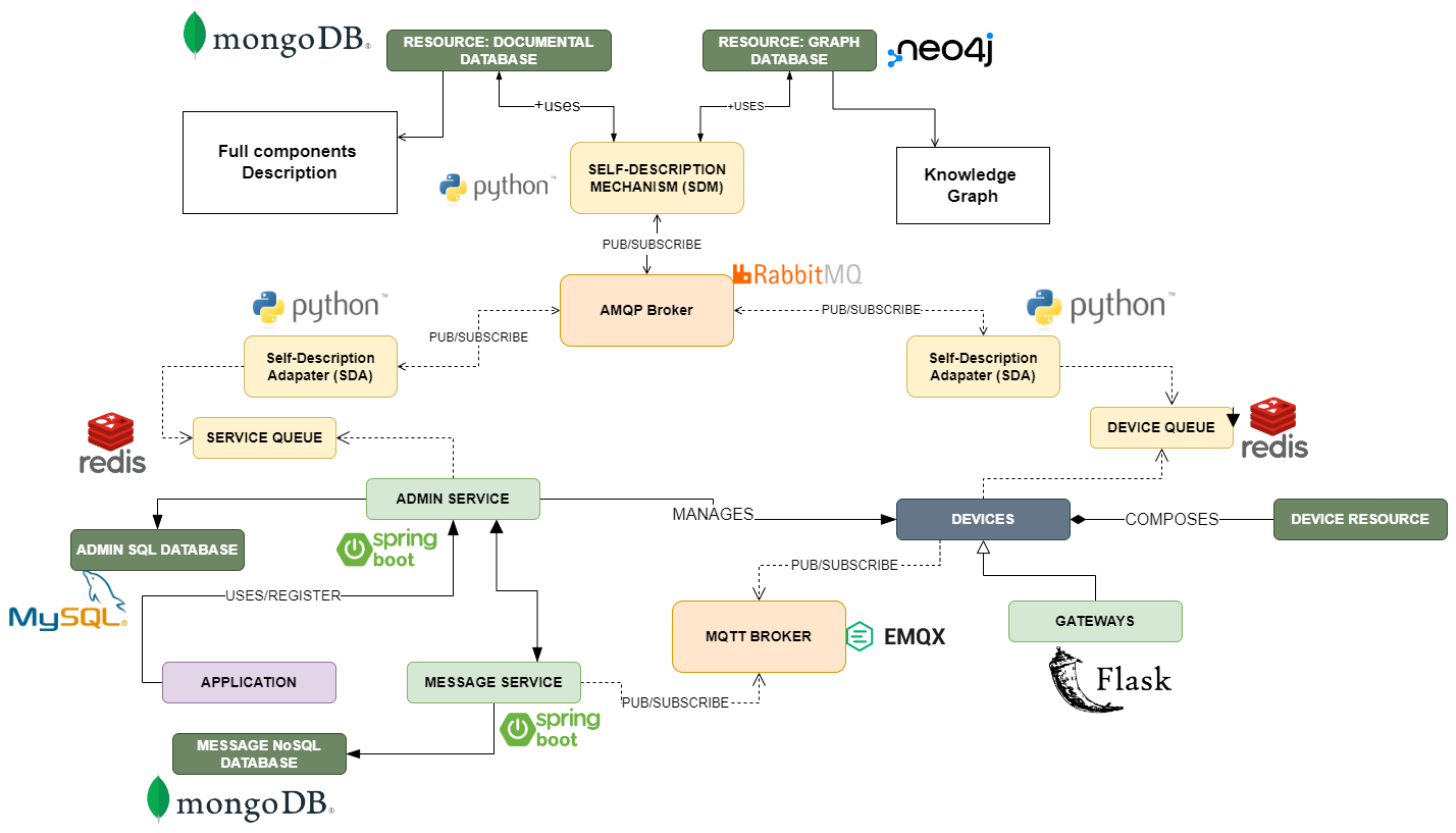 mongoDB®
RESOURCE: DOCUMENTAL
DATABASE
RESOURCE: GRAPH
DATABASE
neo4j
+uses
+USES
Full components
Description
python™
SELF-DESCRIPTION
MECHANISM (SDM)
Knowledge
Graph
PUB/SUBSCRIBE
RabbitMQ
python™
AMQP Broker
PUB/SUBSCRIBE
python™
PUB/SUBSCRIBE
Self-Description
Adapater (SDA)
Self-Description
Adapater (SDA)
redis
SERVICE QUEUE
DEVICE QUEUE
redis
ADMIN SERVICE
MANAGES
DEVICES
COMPOSES
DEVICE RESOURCE
ADMIN SQL DATABASE
spring
boot
PUB/SUBSCRIBE
MySQL®
USES/REGISTER
MQTT BROKER
EMQX
GATEWAYS
Flask
APPLICATION
MESSAGE SERVICE
PUB/SUBSCRIBE
spring
boot
MESSAGE NoSQL
DATABASE
mongoDB®